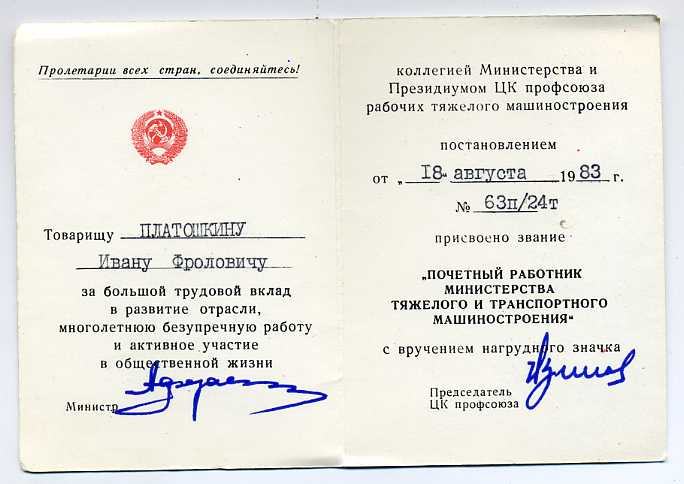 Пролетарии всех стран, соединяйтесь!
Товарищу ПЛАТОШКИНУ
Ивану Фроловичу
за большой трудовой вклад
в развитие отрасли,
многолетнюю безупречную работу
и активное участие
в общественной жизни
Министр
коллегией Министерства и
Президиумом ЦК профсоюза
рабочих тяжелого машиностроения
постановлением
от „18" августа 1983 г.
№ 63п/24т
присвоено звание
„ПОЧЕТНЫЙ РАБОТНИК
МИНИСТЕРСТВА
ТЯЖЕЛОГО И ТРАНСПОРТНОГО
МАШИНОСТРОЕНИЯ"
с вручением нагрудного значка
Председатель
ЦК профсоюза